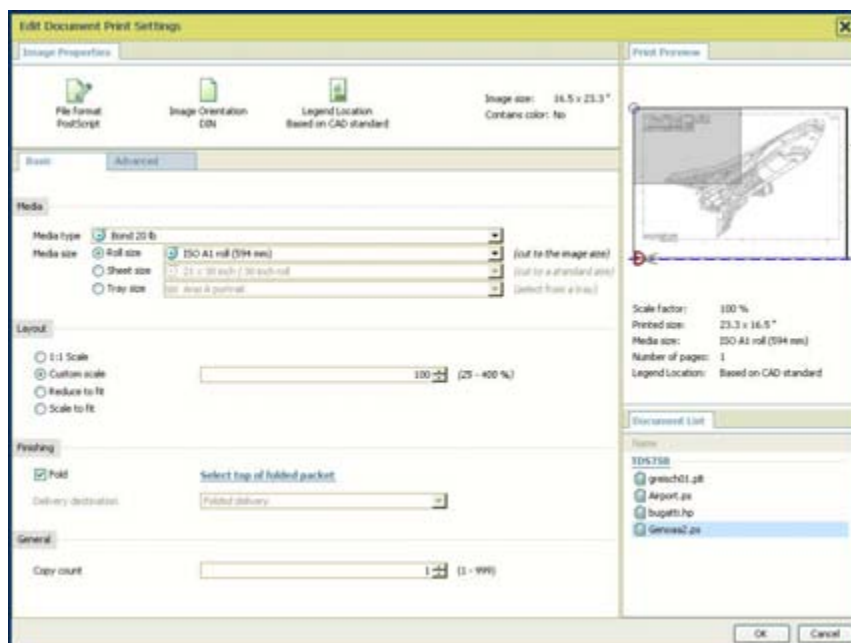 Edit Document Print Settings
Image Properties
File format
PostScript
Image Orientation
DIN
Legend Location
Based on CAD standard
Image size: 16.5 x 23.3 "
Contains color: No
Basic
Advanced
Media
Media type
Bond 20 lb
Media size
Roll size
ISO A1 roll (594 mm)
(cut to the image size)
Sheet size
(cut to a standard size)
Tray size
(select from a tray)
Layout
1:1 Scale
Custom scale
100
(25 - 400 %)
Reduce to fit
Scale to fit
Finishing
Fold
Select top of folded packet
Delivery destination
Folded delivery
General
Copy count
1
(1 - 999)
Print Preview
Scale factor: 100 %
Printed size: 23.3 x 16.5 "
Media size: ISO A1 roll (594 mm)
Number of pages: 1
Legend Location: Based on CAD standard
Document List
Name
TDS750
greisch01.plt
Airport.ps
bugatti.hp
Genoaa2.ps
OK
Cancel